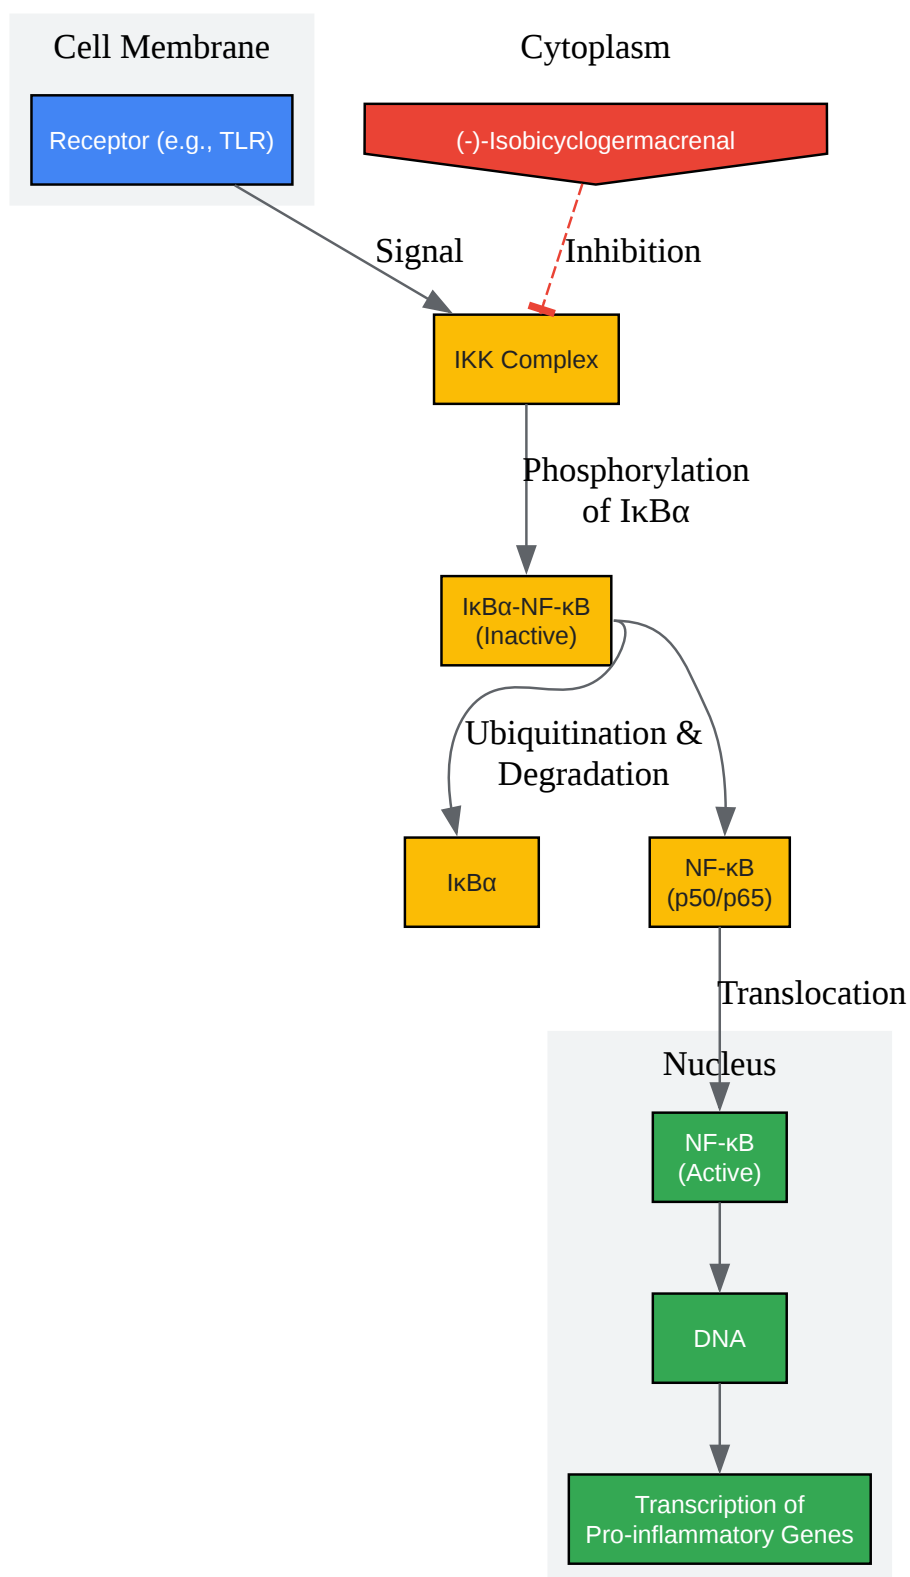 Cell Membrane
Cytoplasm
Receptor (e.g., TLR)
(-)-Isobicyclogermacrenal
Signal
Inhibition
IKK Complex
Phosphorylation
of IκBα
IκBα-NF-κB
(Inactive)
Ubiquitination &
Degradation
IκBα
NF-κB
(p50/p65)
Translocation
Nucleus
NF-κB
(Active)
DNA
Transcription of
Pro-inflammatory Genes